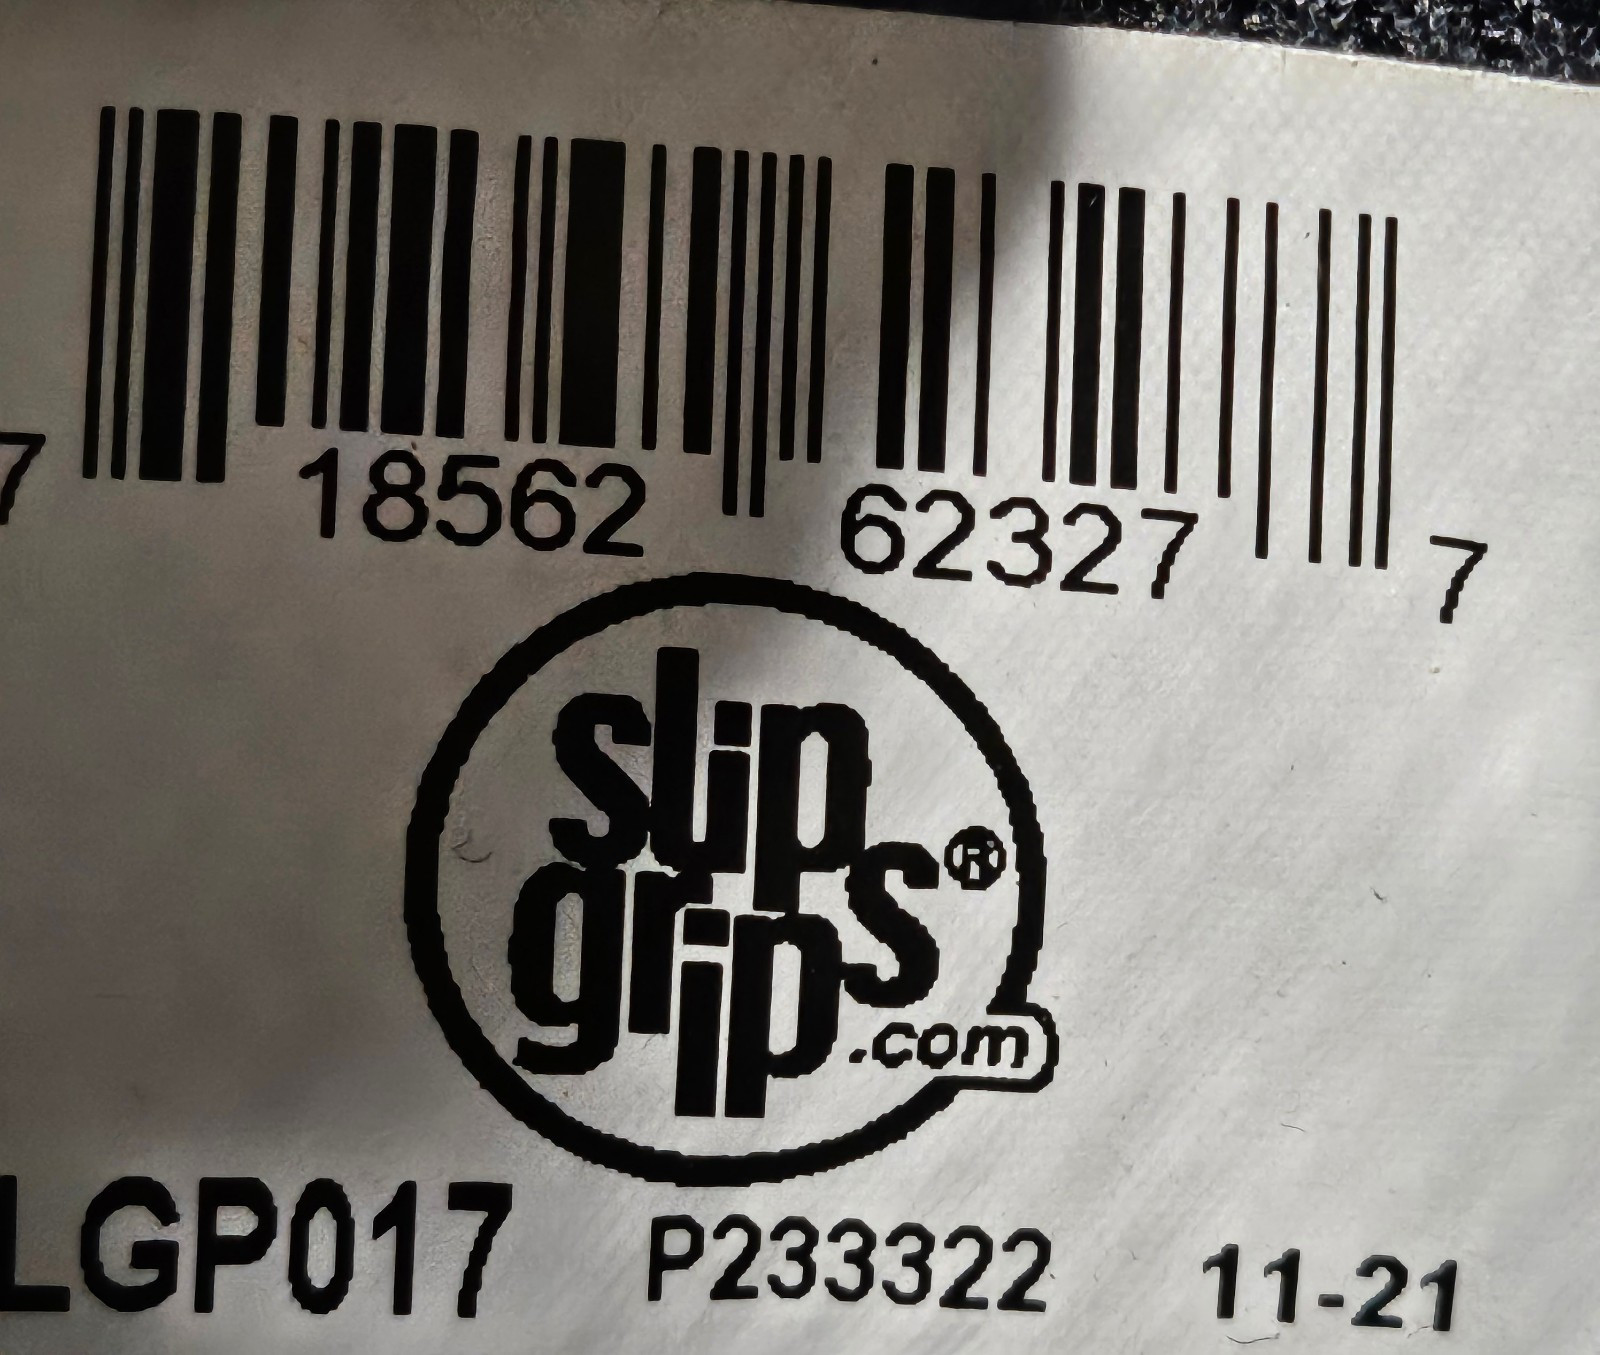 7 18562 62327 7
slip
grips®
.com
LGP017 P233322 11-21